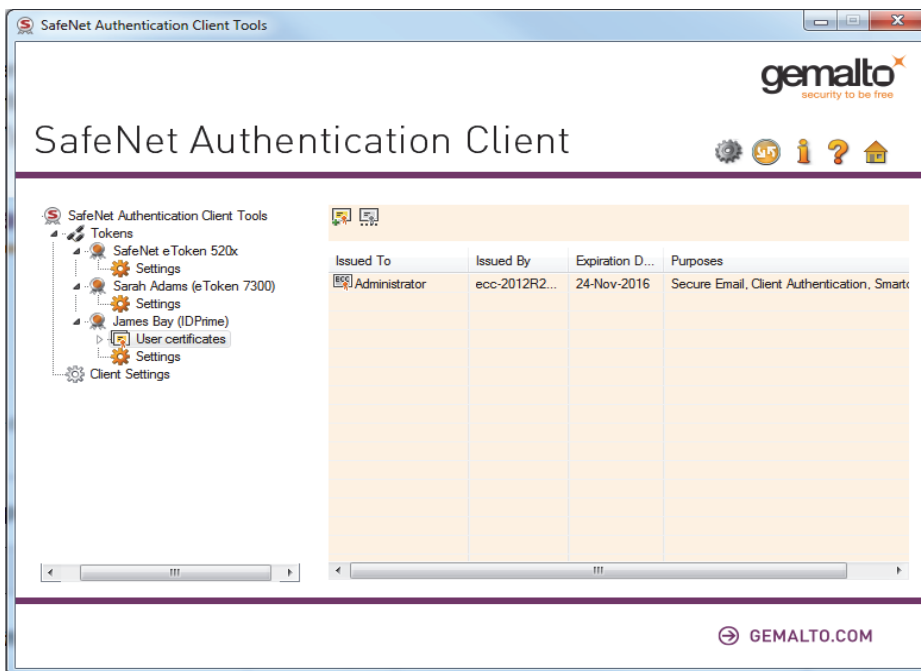 SafeNet Authentication Client Tools
gemalto
security to be free
SafeNet Authentication Client
SafeNet Authentication Client Tools
Tokens
SafeNet eToken 520x
Settings
Sarah Adams (eToken 7300)
Settings
James Bay (IDPrime)
User certificates
Settings
Client Settings
Issued To Issued By Expiration D... Purposes
ECC Administrator ecc-2012R2... 24-Nov-2016 Secure Email, Client Authentication, Smartc
GEMALTO.COM